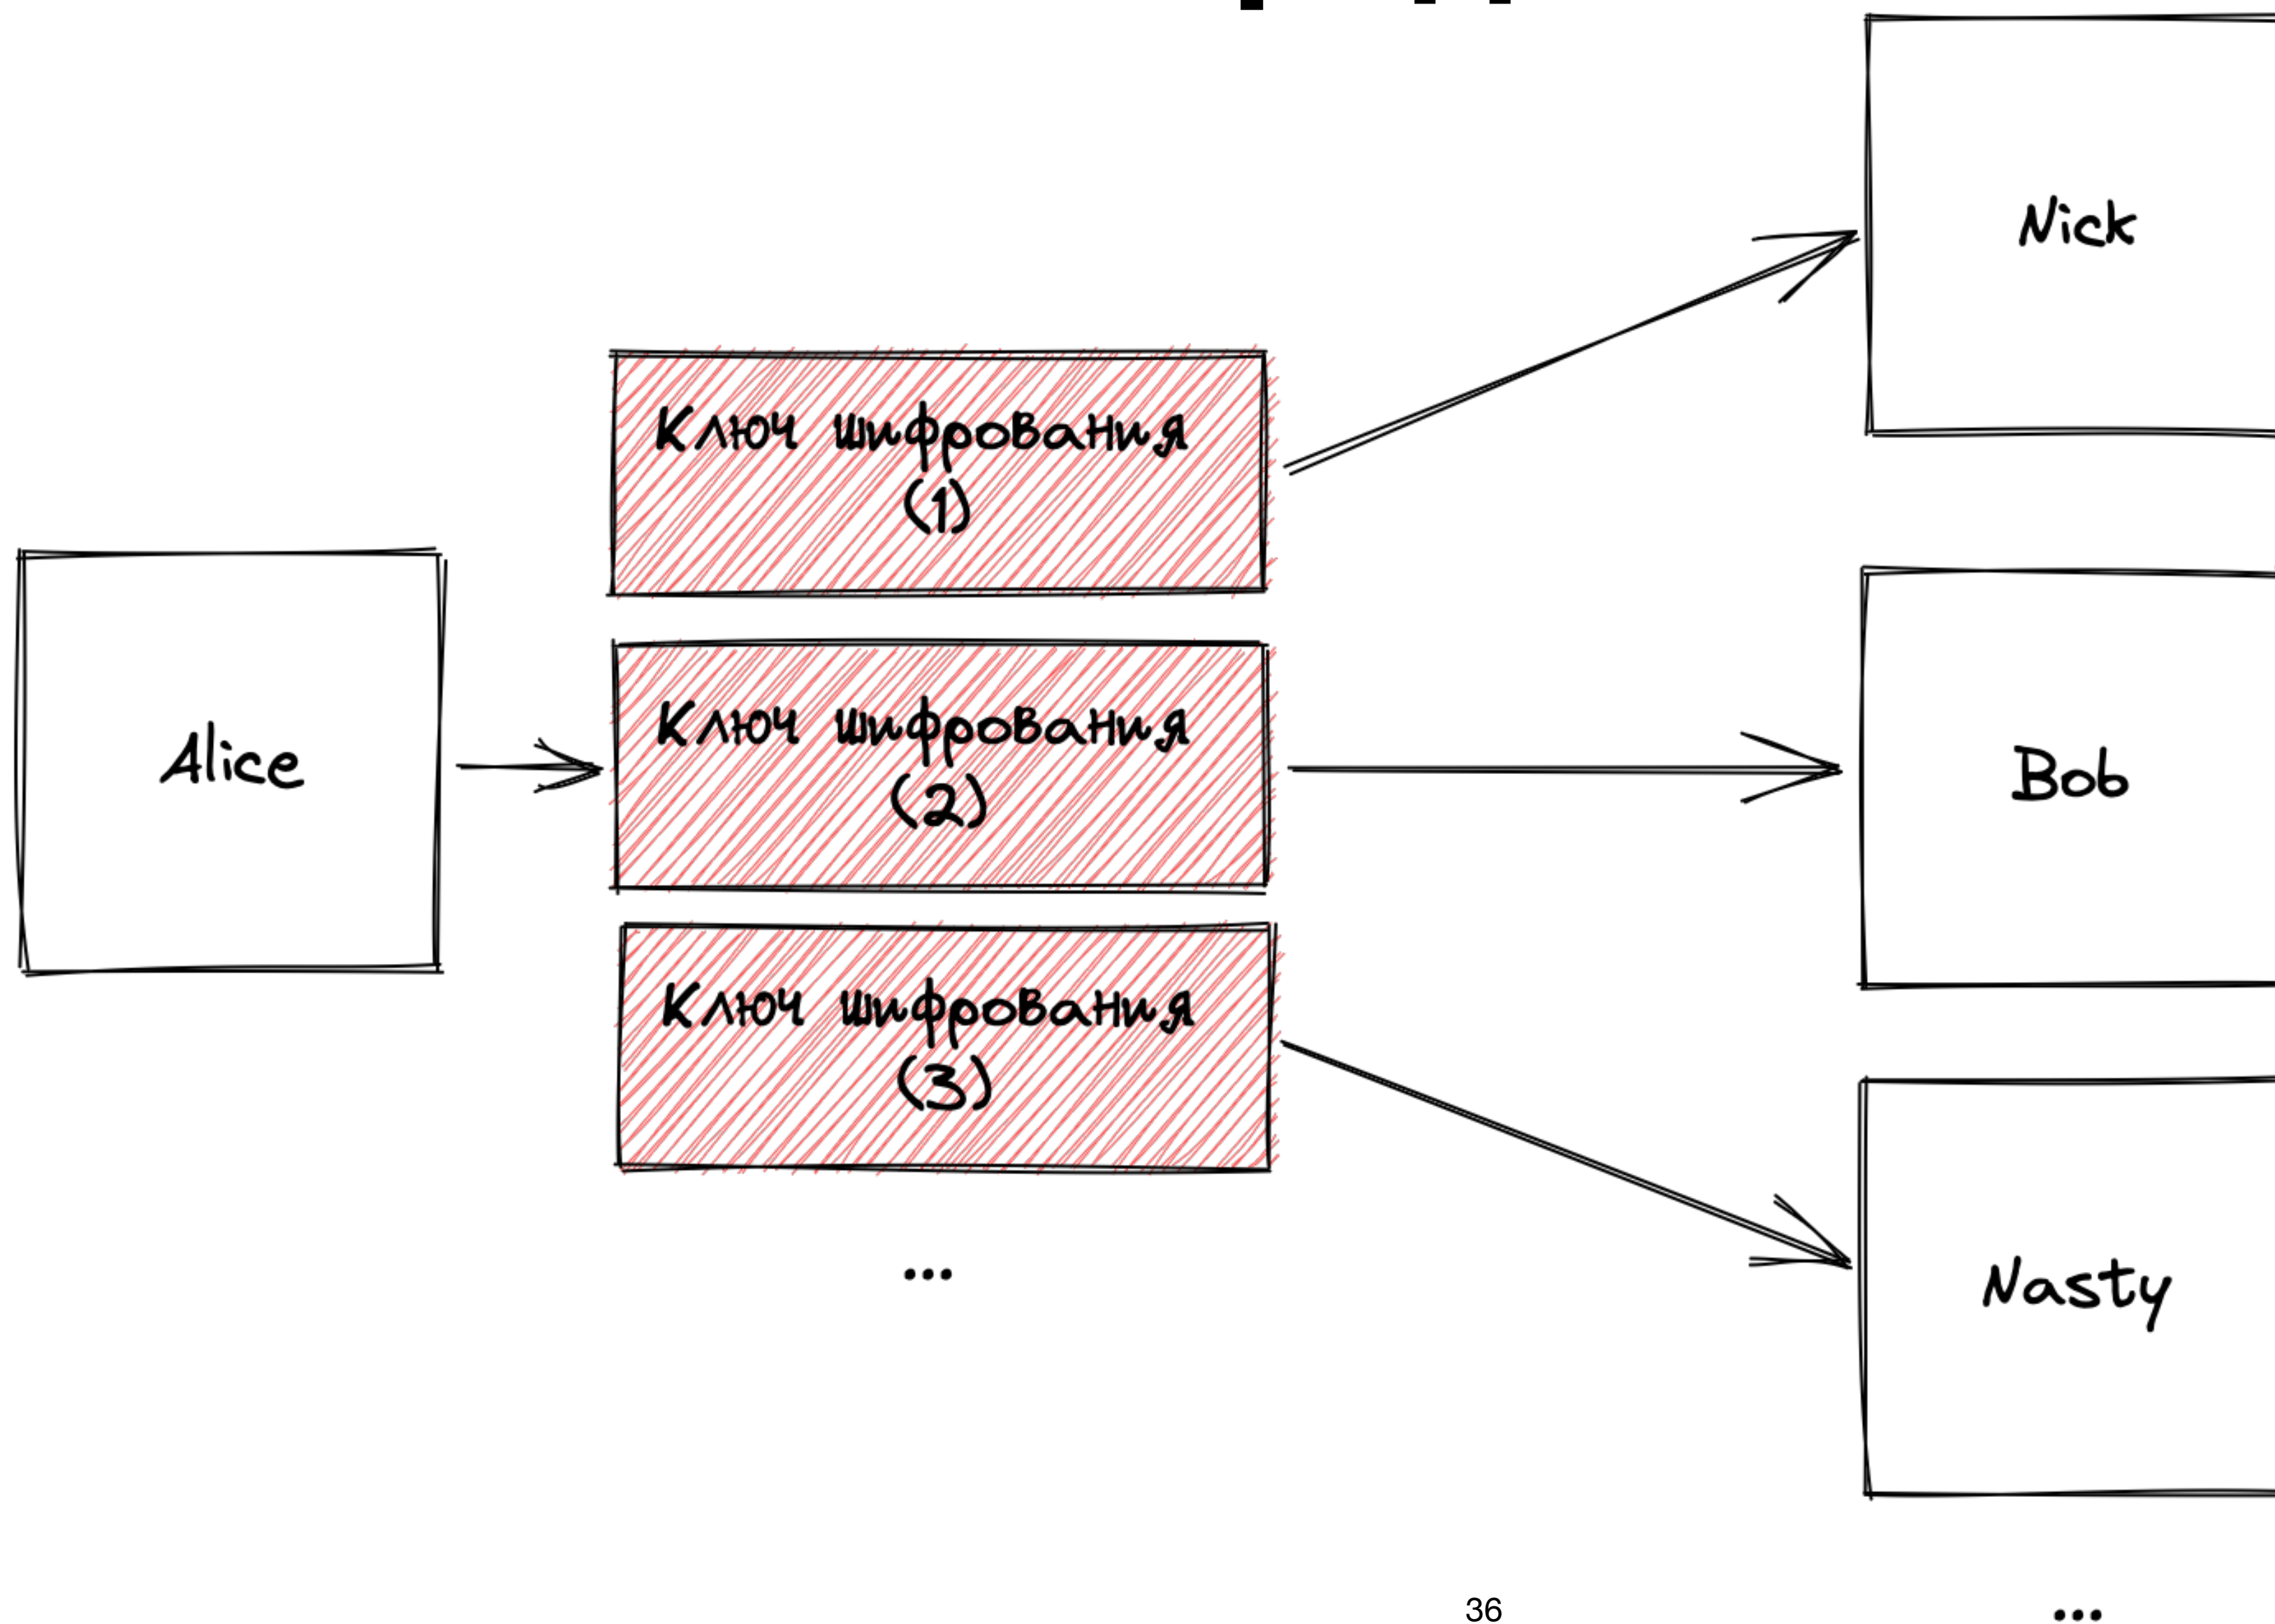 Nick
Ключ шифрования
(1)
Alice
Ключ шифрования
(2)
Bob
Ключ шифрования
(3)
Nasty
...
36
...